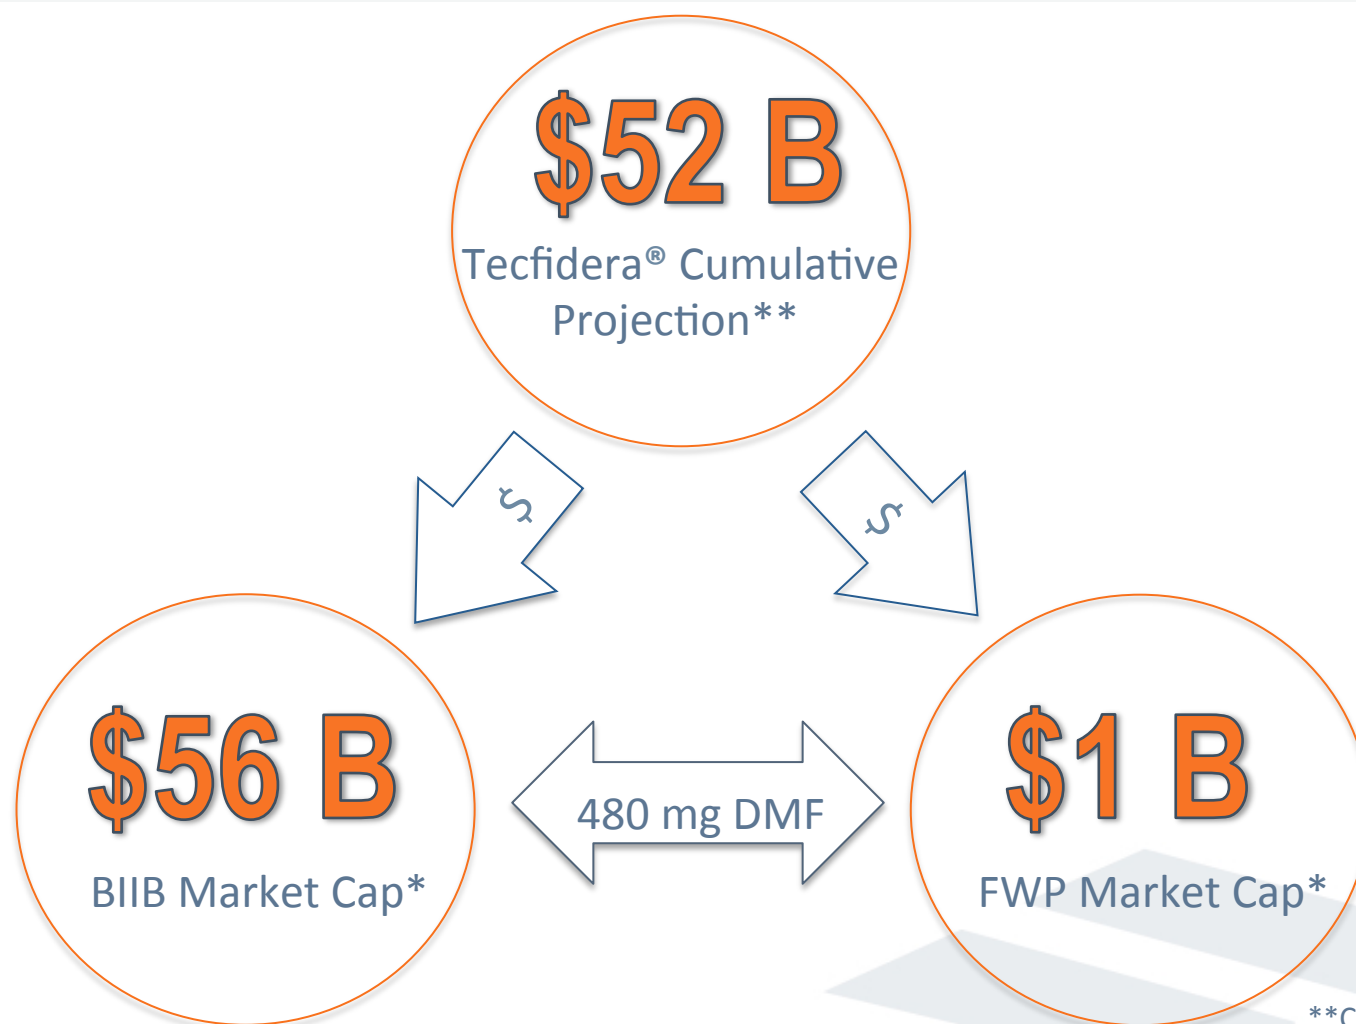 $52 B
Tecfidera® Cumulative
Projection**
$
$
$56 B
BIIB Market Cap*
480 mg DMF
$1 B
FWP Market Cap*
**C